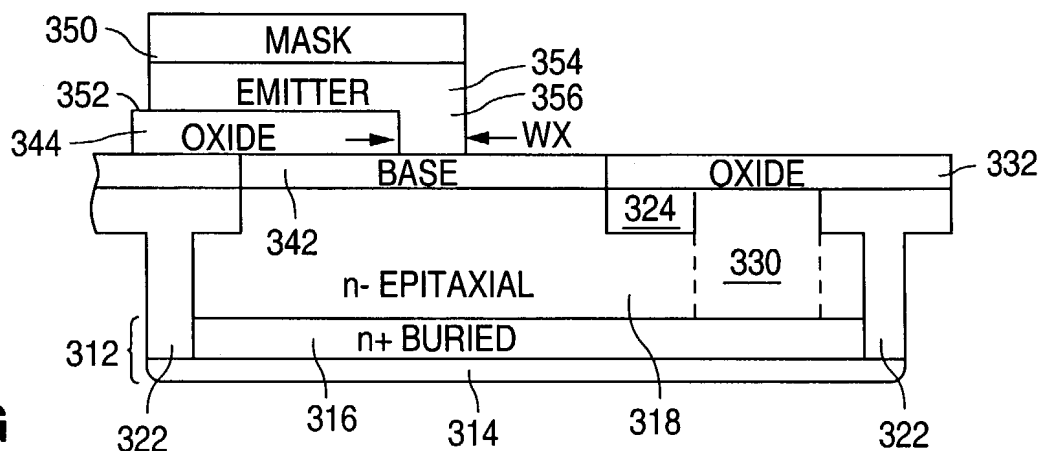 350
MASK
354
EMITTER
352
356
344
OXIDE
WX
BASE
OXIDE
332
324
342
330
n- EPITAXIAL
312
n+ BURIED
G
322
316
314
318
322